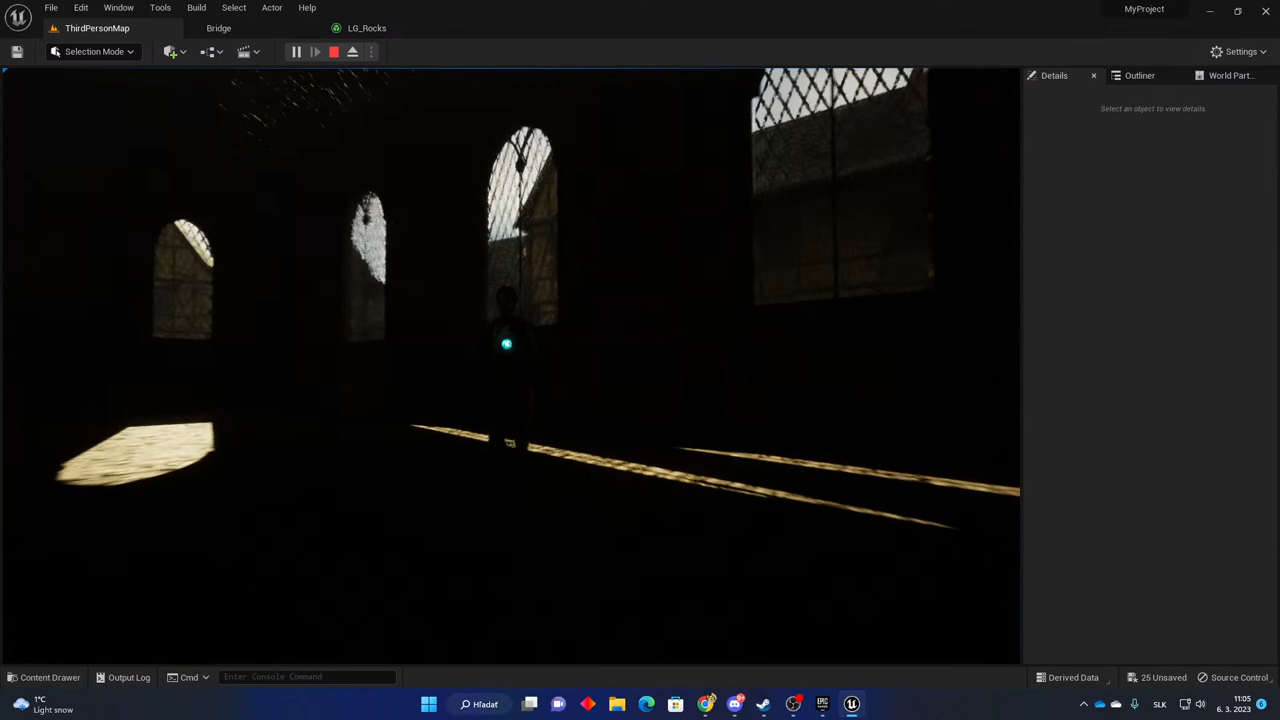 File Edit Window Tools Build Select Actor Help
MyProject
ThirdPersonMap
Bridge
LG_Rocks
Selection Mode
Settings
Details
Outliner
World Part...
Select an object to view details.
Content Drawer
Output Log
Cmd
Enter Console Command
Derived Data
25 Unsaved
Source Control
1°C
Light snow
Hľadať
SLK
11:05
6. 3. 2023